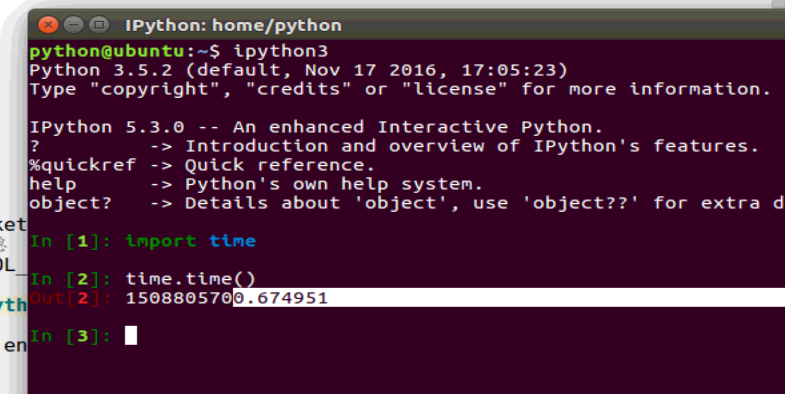 IPython: home/python
python@ubuntu:~$ ipython3
Python 3.5.2 (default, Nov 17 2016, 17:05:23)
Type "copyright", "credits" or "license" for more information.
IPython 5.3.0 -- An enhanced Interactive Python.
?         -> Introduction and overview of IPython's features.
%quickref -> Quick reference.
help      -> Python's own help system.
object?   -> Details about 'object', use 'object??' for extra d
ket
In [1]: import time
OL_
In [2]: time.time()
yth
Out[2]: 1508805700.674951
en
In [3]: